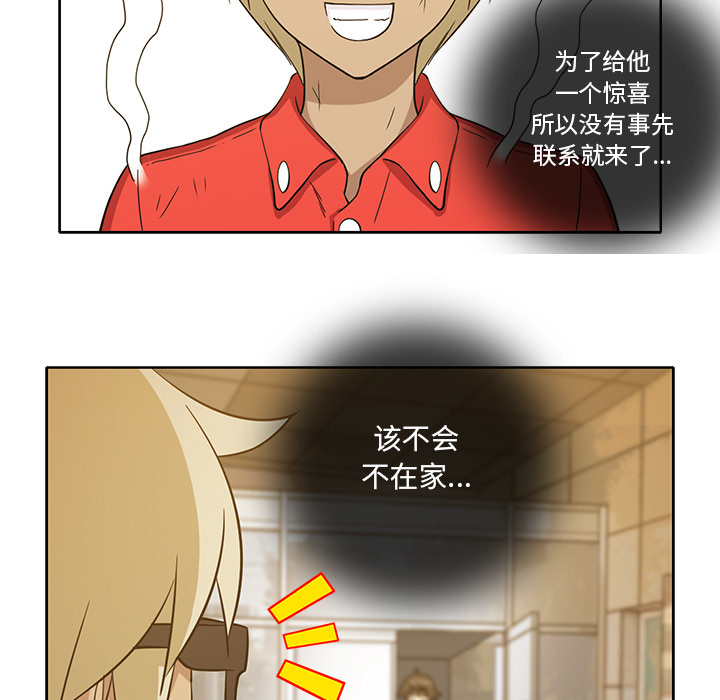 为了给他
一个惊喜
所以没有事先
联系就来了...
该不会
不在家...